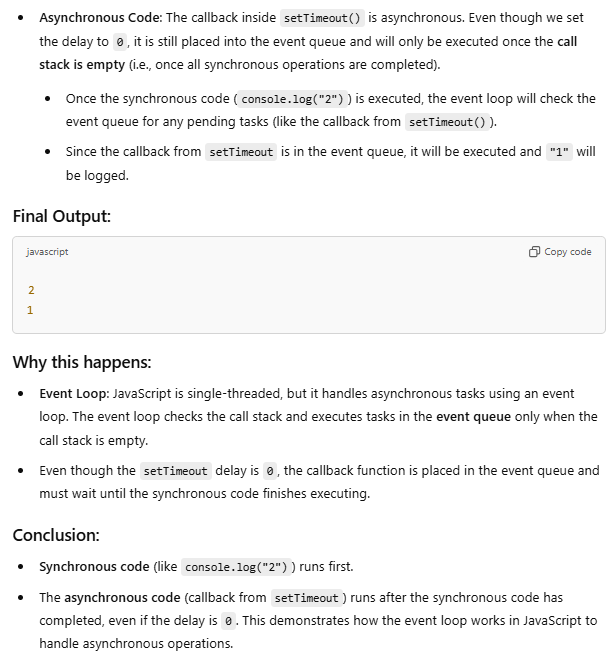 Asynchronous Code: The callback inside setTimeout() is asynchronous. Even though we set
the delay to 0, it is still placed into the event queue and will only be executed once the call
stack is empty (i.e., once all synchronous operations are completed).
Once the synchronous code (console.log("2")) is executed, the event loop will check the
event queue for any pending tasks (like the callback from setTimeout()).
Since the callback from setTimeout is in the event queue, it will be executed and "1" will
be logged.
Final Output:
javascript Copy code
2
1
Why this happens:
Event Loop: JavaScript is single-threaded, but it handles asynchronous tasks using an event
loop. The event loop checks the call stack and executes tasks in the event queue only when the
call stack is empty.
Even though the setTimeout delay is 0, the callback function is placed in the event queue and
must wait until the synchronous code finishes executing.
Conclusion:
Synchronous code (like console.log("2")) runs first.
The asynchronous code (callback from setTimeout) runs after the synchronous code has
completed, even if the delay is 0. This demonstrates how the event loop works in JavaScript to
handle asynchronous operations.